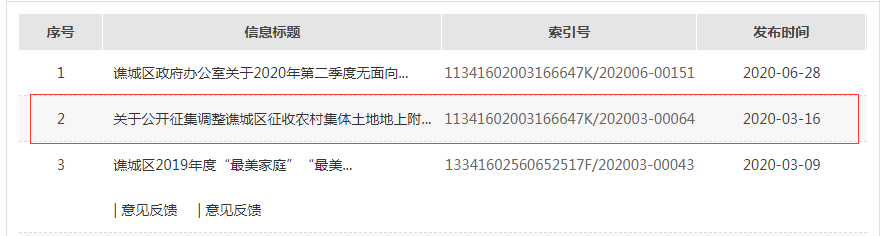 序号 信息标题 索引号 发布时间
1 谯城区政府办公室关于2020年第二季度无面向... 11341602003166647K/202006-00151 2020-06-28
2 关于公开征集调整谯城区征收农村集体土地地上附... 11341602003166647K/202003-00064 2020-03-16
3 谯城区2019年度“最美家庭”“最美... 13341602560652517F/202003-00043 2020-03-09
| 意见反馈 | 意见反馈